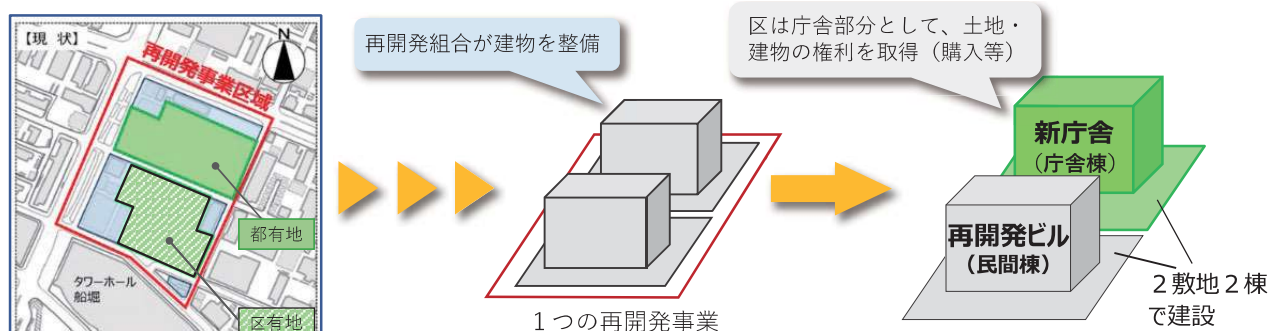 【現 状】
N
再開発事業区域
都有地
タワーホール
船堀
区有地
再開発組合が建物を整備
1つの再開発事業
区は庁舎部分として、土地・
建物の権利を取得（購入等）
新庁舎
（庁舎棟）
再開発ビル
（民間棟）
2敷地2棟
で建設